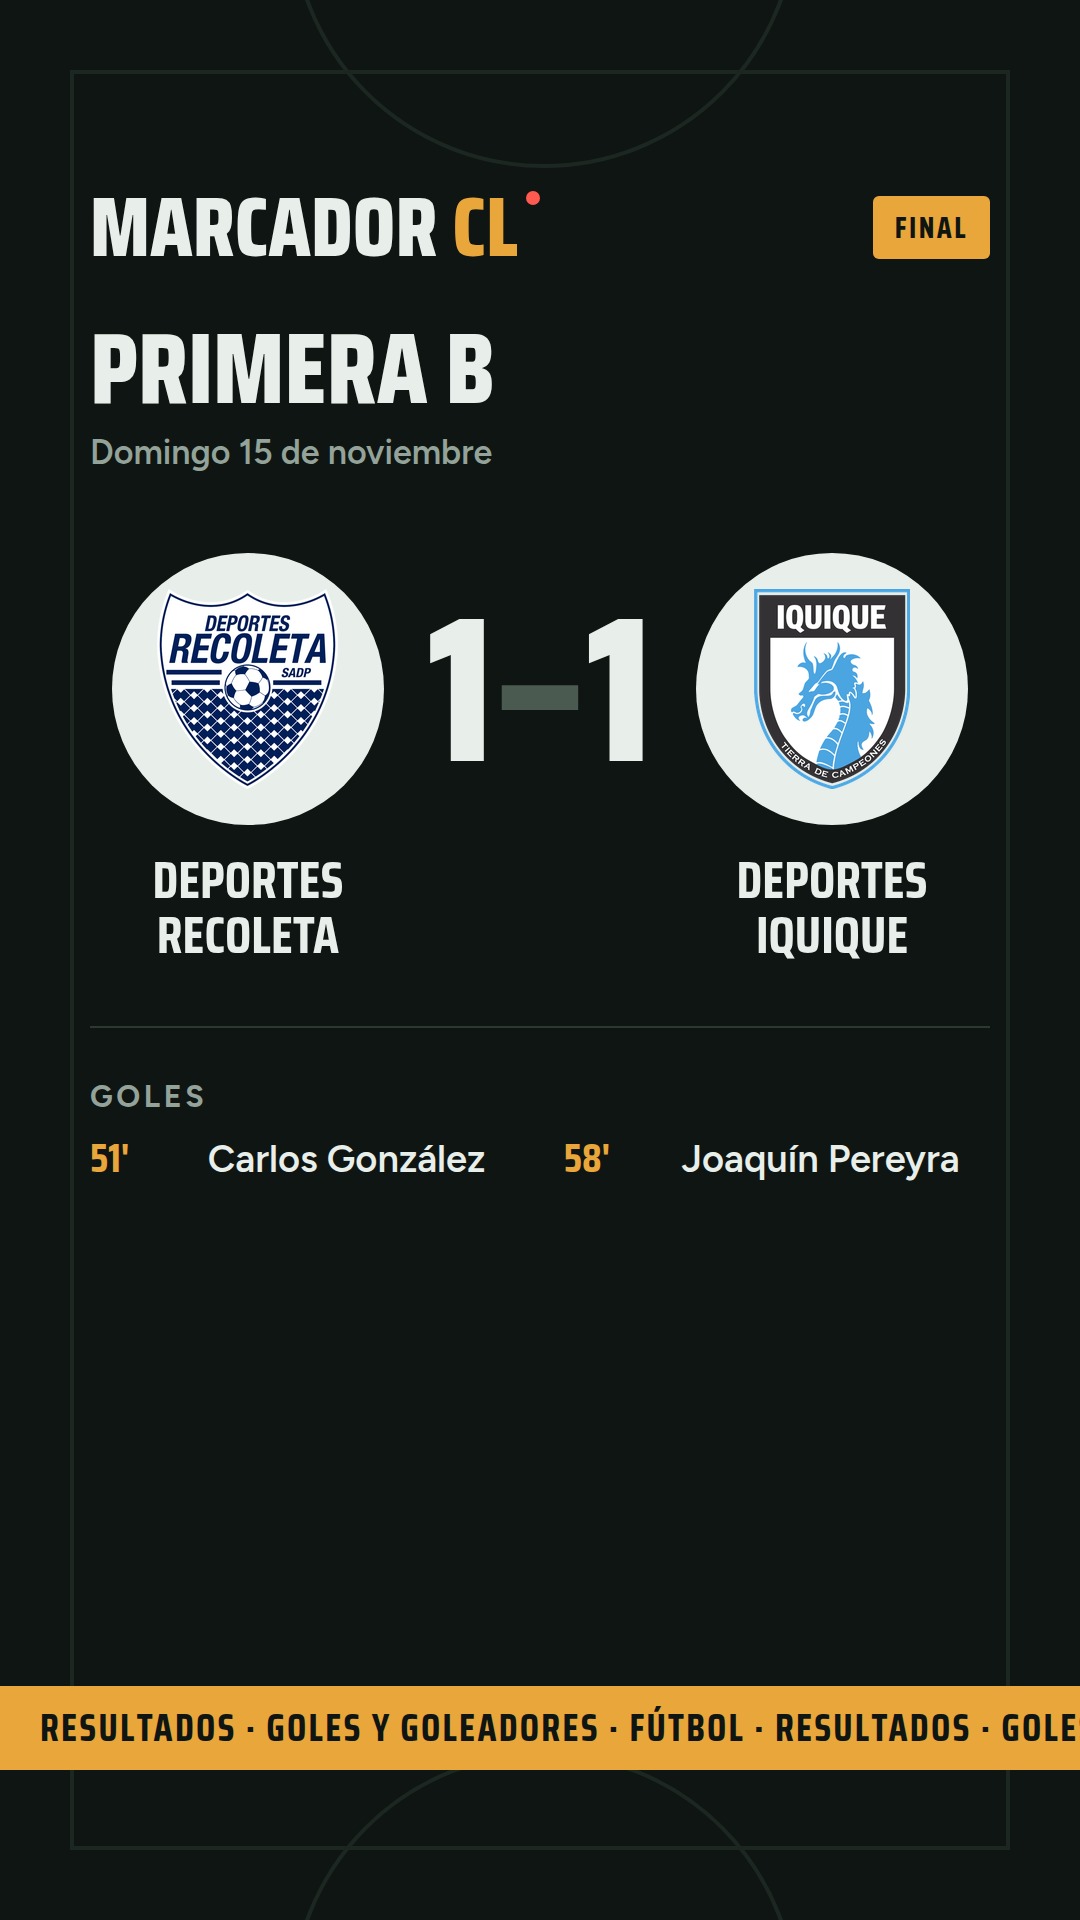 MARCADOR CL
FINAL
PRIMERA B
Domingo 15 de noviembre
DEPORTES
RECOLETA
SADP
1–1
IQUIQUE
TIERRA DE CAMPEONES
DEPORTES
RECOLETA
DEPORTES
IQUIQUE
GOLES
51' Carlos González
58' Joaquín Pereyra
RESULTADOS · GOLES Y GOLEADORES · FÚTBOL · RESULTADOS · GOLES